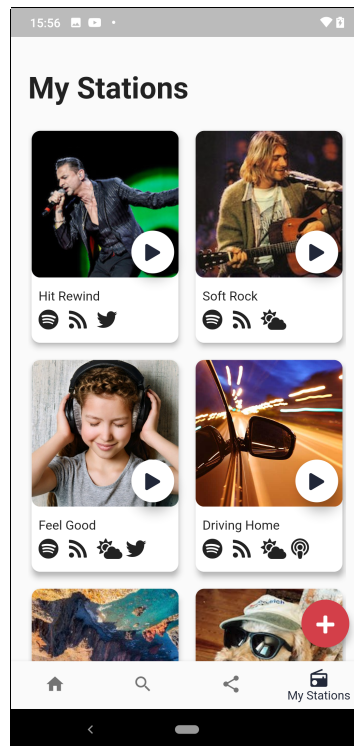 15:56
My Stations
Hit Rewind
Soft Rock
Feel Good
Driving Home
My Stations